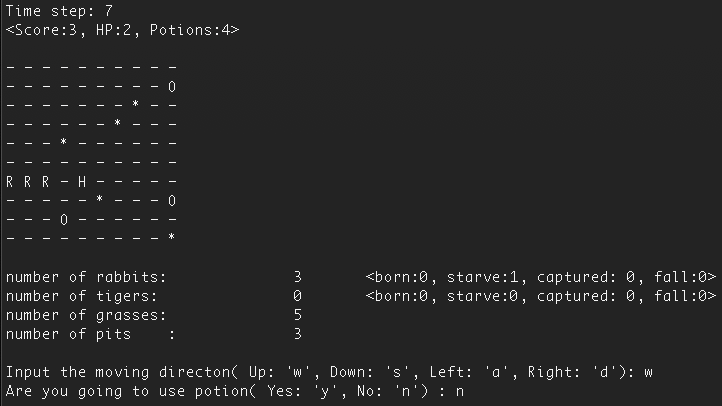 Time step: 7
<Score:3, HP:2, Potions:4>
- - - - - - - - - -
- - - - - - - - - O
- - - - - - - * - -
- - - - - - * - - -
- - - * - - - - - -
- - - - - - - - - -
R R R - H - - - - -
- - - - - * - - - O
- - - O - - - - - -
- - - - - - - - - *
number of rabbits: 3 <born:0, starve:1, captured: 0, fall:0>
number of tigers: 0 <born:0, starve:0, captured: 0, fall:0>
number of grasses: 5
number of pits : 3
Input the moving directon( Up: 'w', Down: 's', Left: 'a', Right: 'd'): w
Are you going to use potion( Yes: 'y', No: 'n') : n